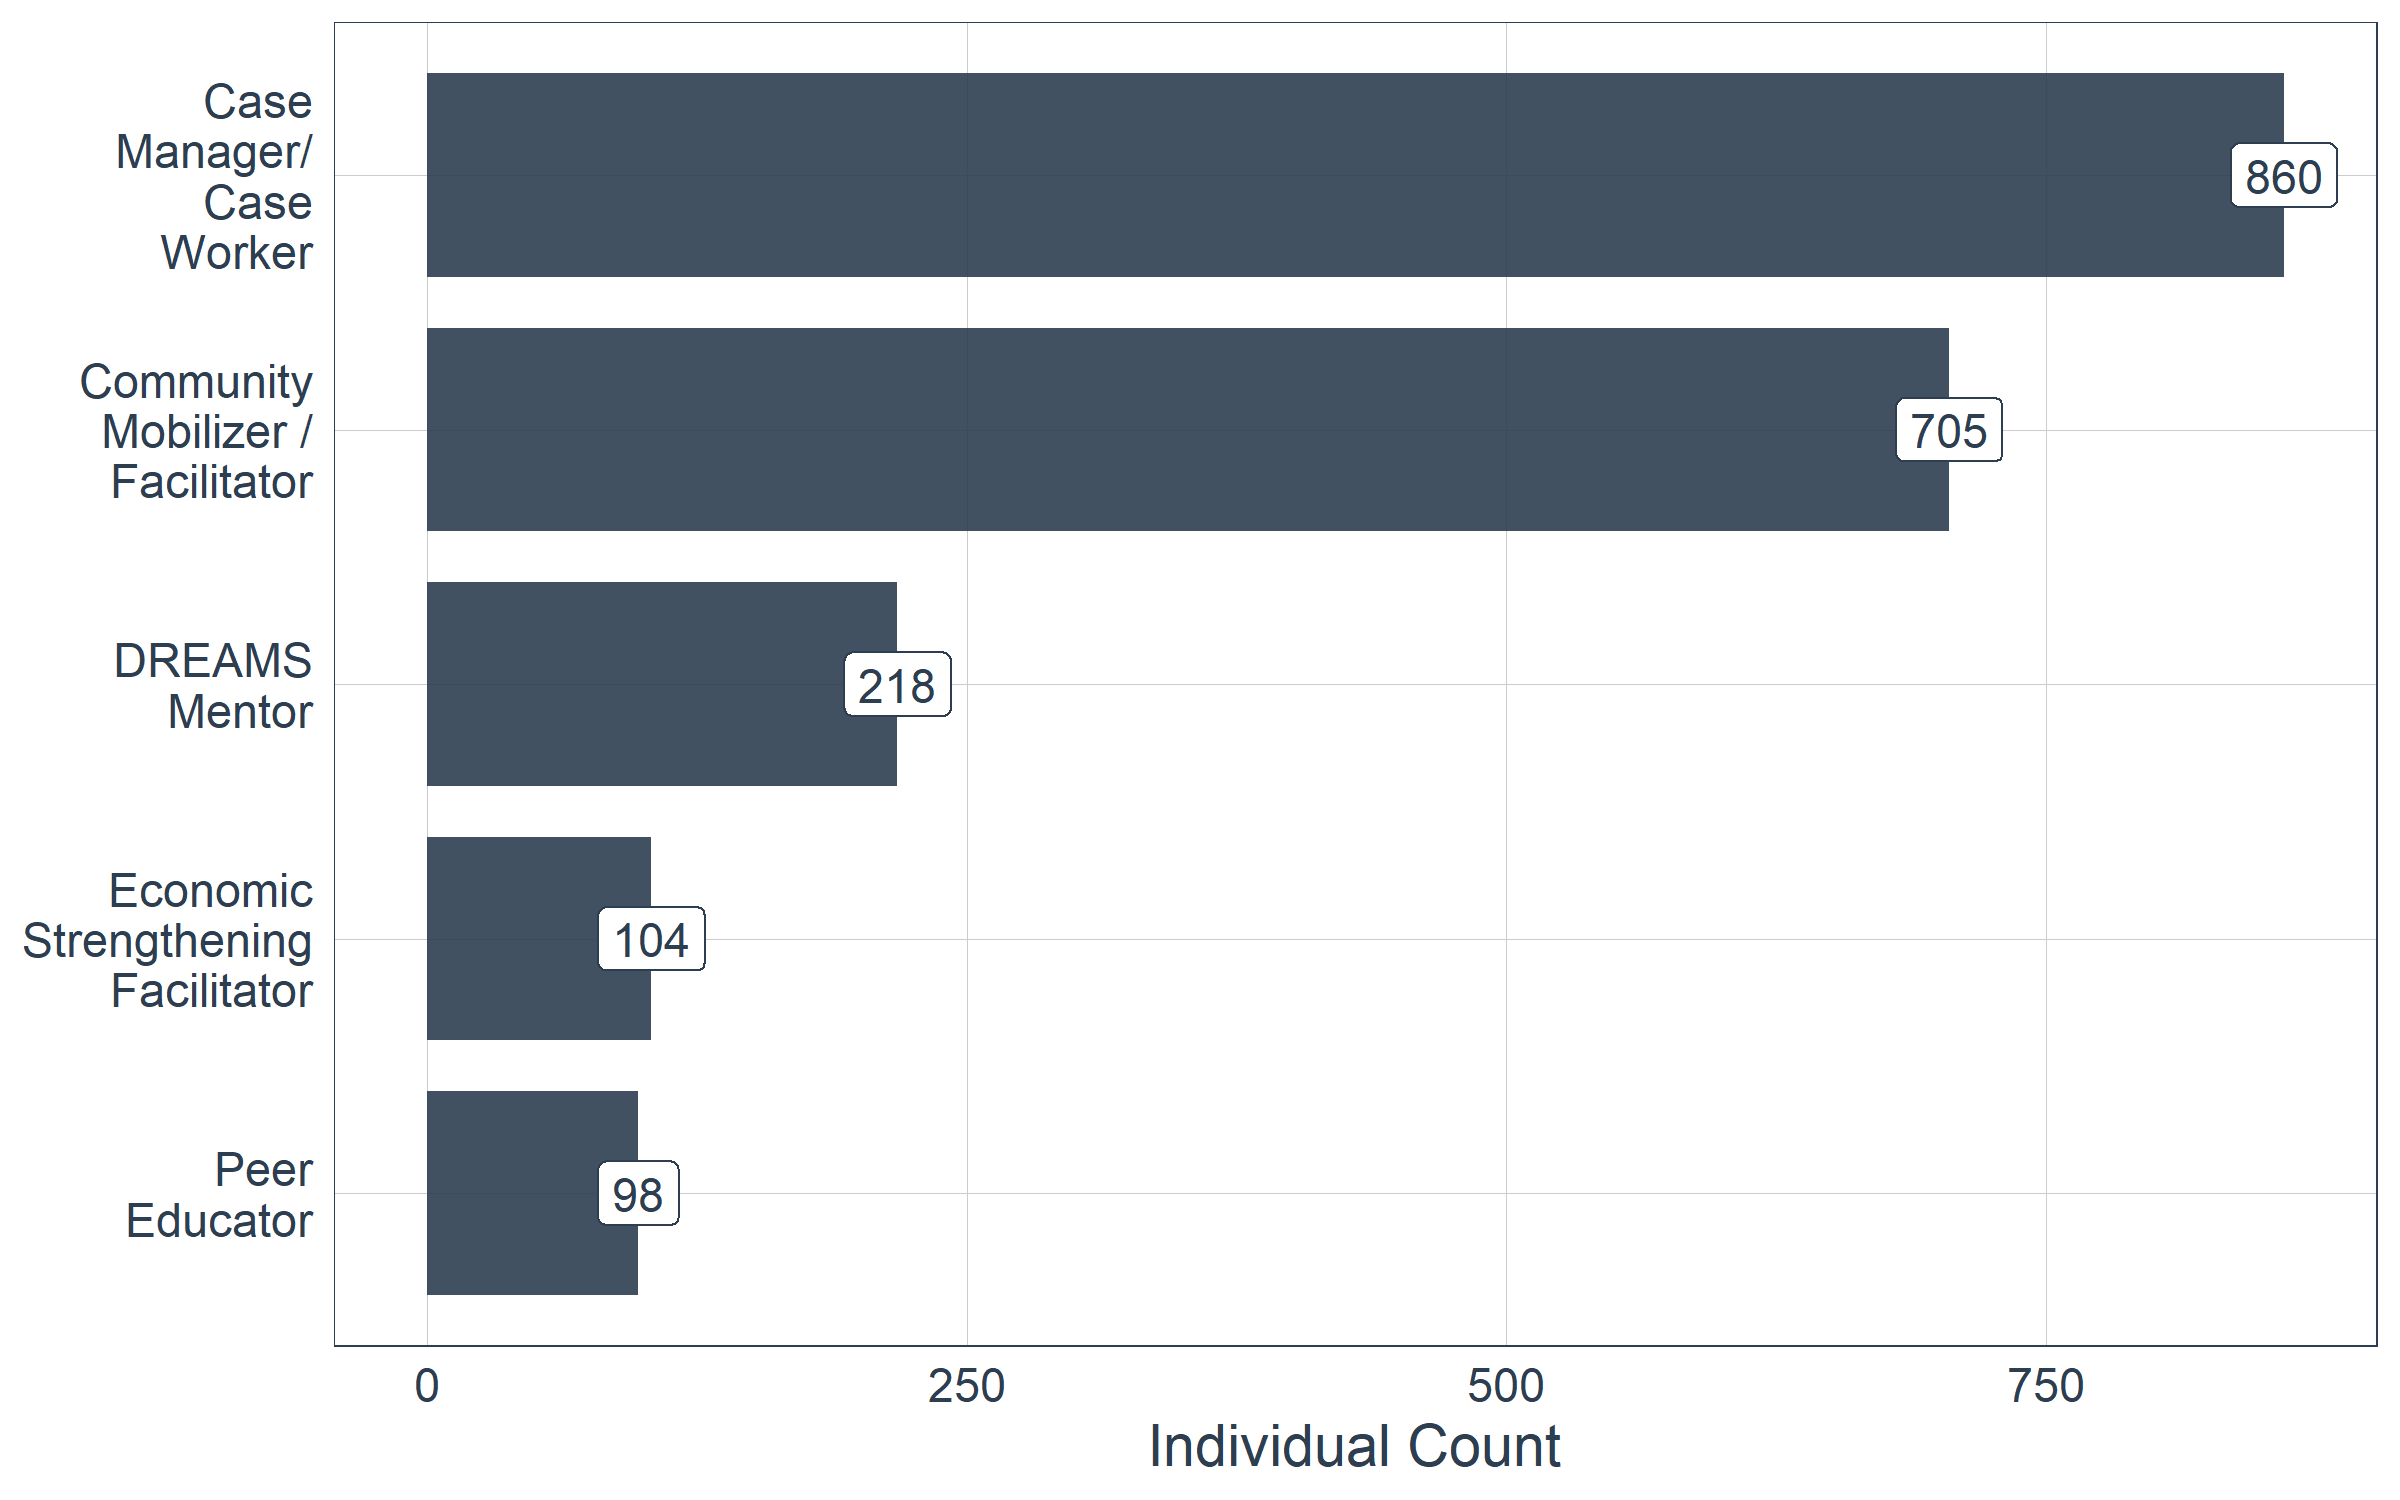 Case
Manager/
Case
Worker
860
Community
Mobilizer /
Facilitator
705
DREAMS
Mentor
218
Economic
Strengthening
Facilitator
104
Peer
Educator
98
0 250 500 750
Individual Count